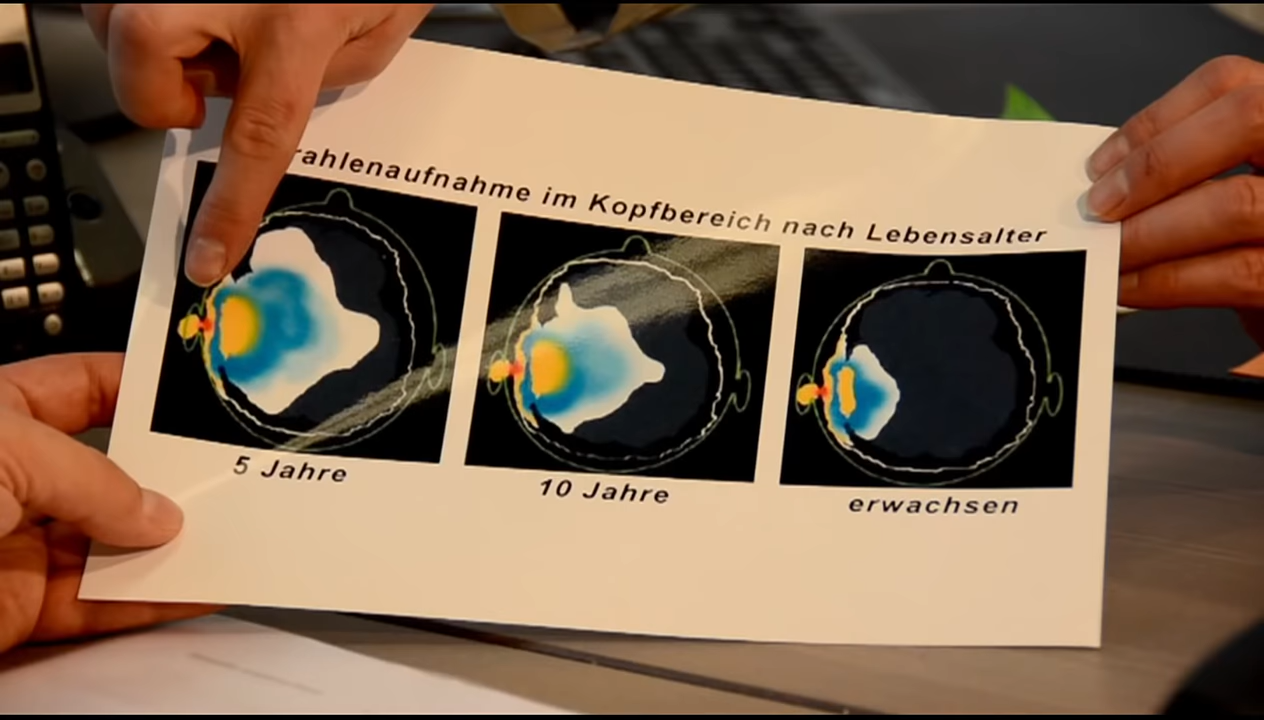 rahlenaufnahme im Kopfbereich nach Lebensalter
5 Jahre
10 Jahre
erwachsen